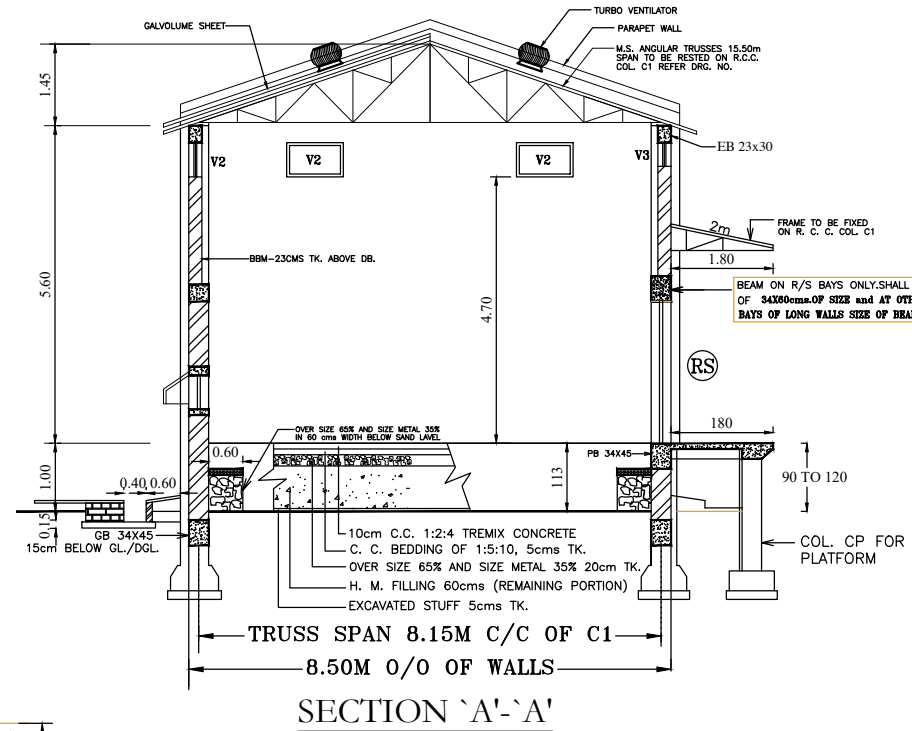 GALVOLUME SHEET
TURBO VENTILATOR
PARAPET WALL
M.S. ANGULAR TRUSSES 15.50m
SPAN TO BE RESTED ON R.C.C.
COL. C1 REFER DRG. NO.
1.45
V2
V2
V2
V3
EB 23x30
2m
FRAME TO BE FIXED
ON R. C. C. COL. C1
1.80
BBM-23CMS TK. ABOVE DB.
5.60
4.70
BEAM ON R/S BAYS ONLY.SHALL
OF 34X60cms.OF SIZE and AT OTH
BAYS OF LONG WALLS SIZE OF BEA
RS
OVER SIZE 65% AND SIZE METAL 35%
IN 60 cms WIDTH BELOW SAND LAVEL
180
0.60
PB 34X45
1.00
113
90 TO 120
0.40
0.60
0.15
GB 34X45
15cm BELOW GL./DGL.
10cm C.C. 1:2:4 TREMIX CONCRETE
C. C. BEDDING OF 1:5:10, 5cms TK.
OVER SIZE 65% AND SIZE METAL 35% 20cm TK.
H. M. FILLING 60cms (REMAINING PORTION)
EXCAVATED STUFF 5cms TK.
COL. CP FOR
PLATFORM
TRUSS SPAN 8.15M C/C OF C1
8.50M O/O OF WALLS
SECTION `A'-`A'